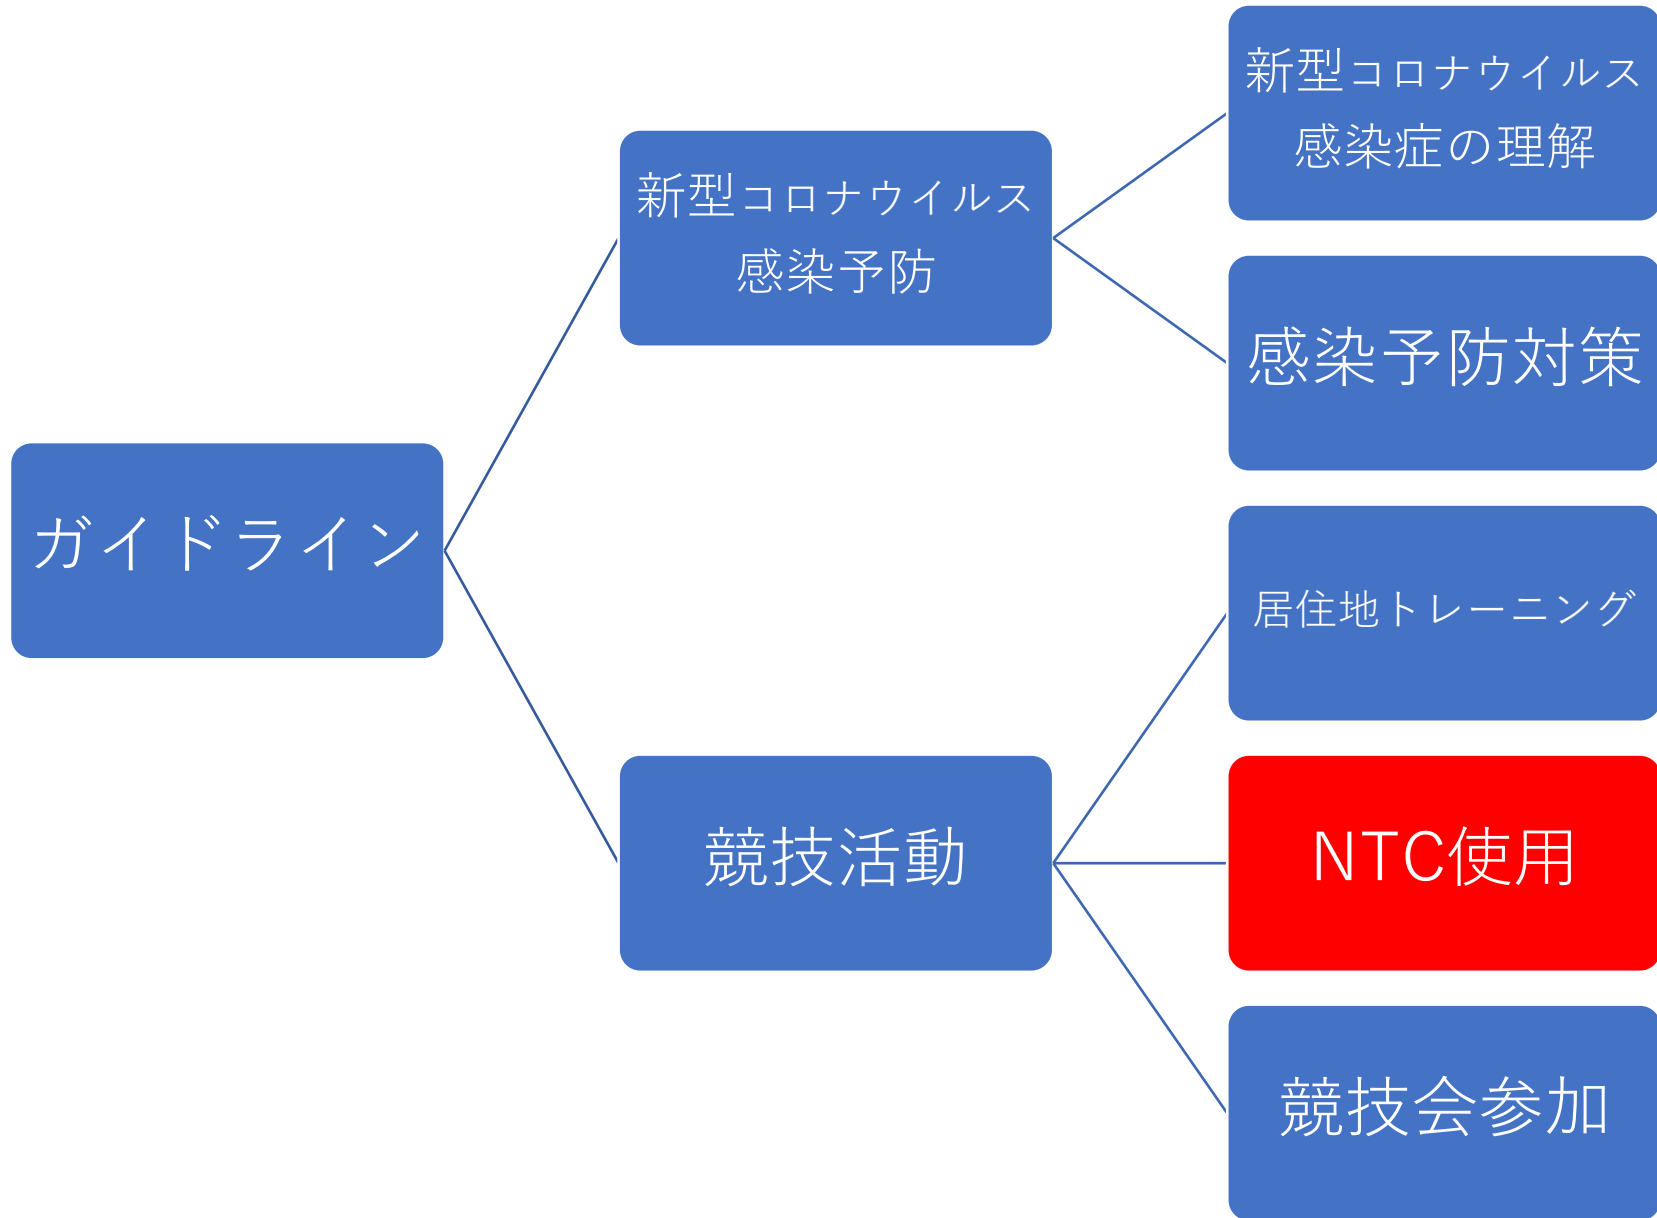 ガイドライン
新型コロナウイルス
感染予防
新型コロナウイルス
感染症の理解
感染予防対策
競技活動
居住地トレーニング
NTC使用
競技会参加